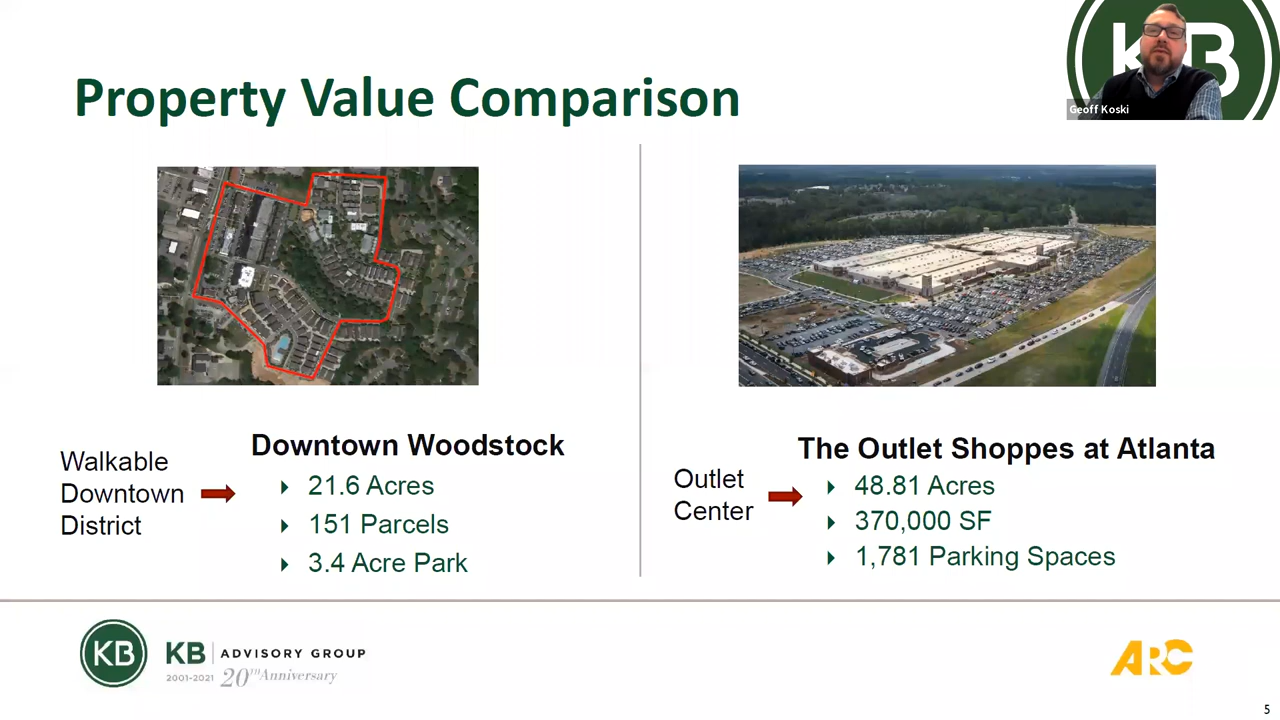 KB
Geoff Koski
Property Value Comparison
Walkable
Downtown
District
Downtown Woodstock
21.6 Acres
151 Parcels
3.4 Acre Park
Outlet
Center
The Outlet Shoppes at Atlanta
48.81 Acres
370,000 SF
1,781 Parking Spaces
KB
KB ADVISORY GROUP
2001-2021 20th Anniversary
ARC
5